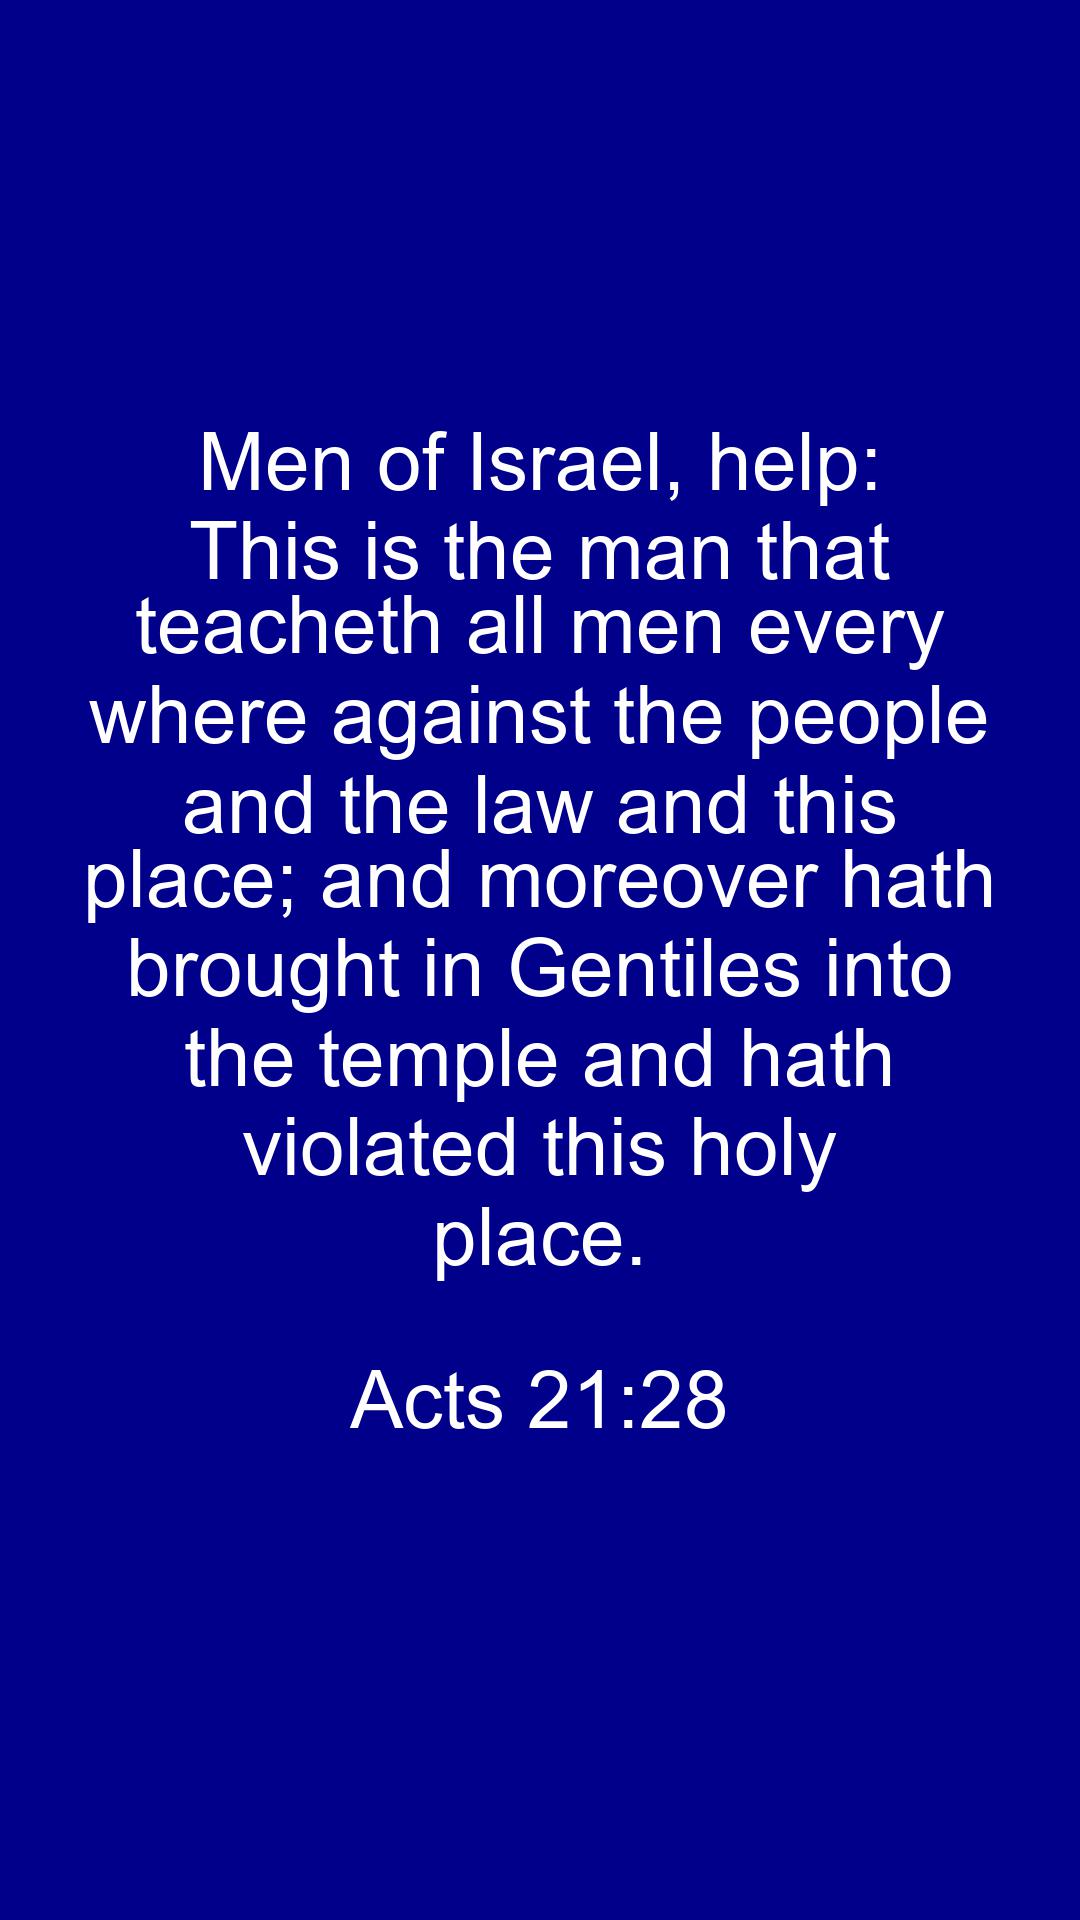 Men of Israel, help:
This is the man that
teacheth all men every
where against the people
and the law and this
place; and moreover hath
brought in Gentiles into
the temple and hath
violated this holy
place.
Acts 21:28